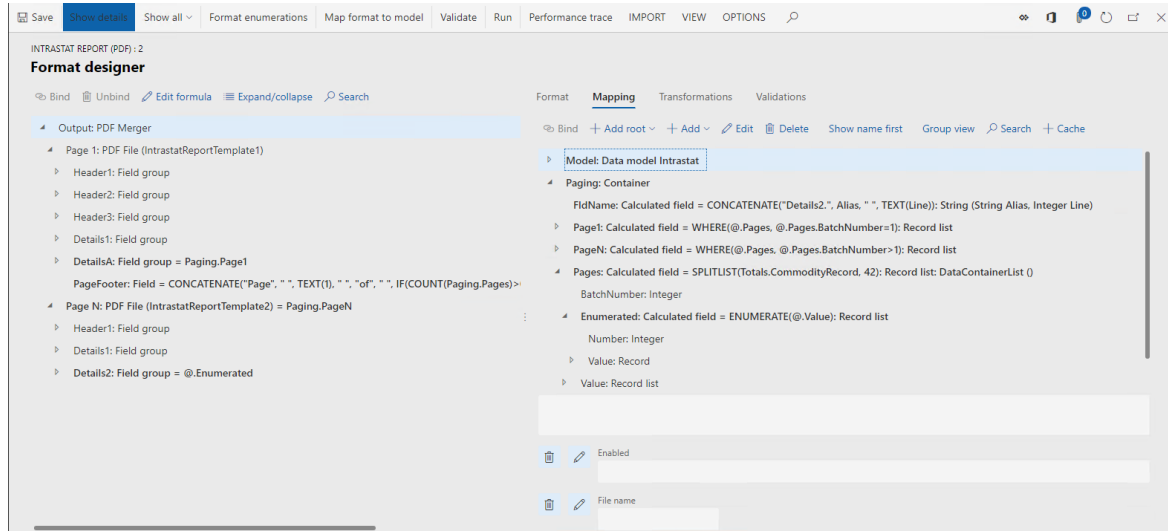 Save Show details Show all Format enumerations Map format to model Validate Run Performance trace IMPORT VIEW OPTIONS 0
INTRASTAT REPORT (PDF) : 2
Format designer
Bind Unbind Edit formula Expand/collapse Search
Output: PDF Merger
Page 1: PDF File (IntrastatReportTemplate1)
Header1: Field group
Header2: Field group
Header3: Field group
Details1: Field group
DetailsA: Field group = Paging.Page1
PageFooter: Field = CONCATENATE("Page", " ", TEXT(1), " ", "of", " ", IF(COUNT(Paging.Pages)>
Page N: PDF File (IntrastatReportTemplate2) = Paging.PageN
Header1: Field group
Details1: Field group
Details2: Field group = @.Enumerated
Format Mapping Transformations Validations
Bind Add root Add Edit Delete Show name first Group view Search Cache
Model: Data model Intrastat
Paging: Container
FldName: Calculated field = CONCATENATE("Details2.", Alias, " ", TEXT(Line)): String (String Alias, Integer Line)
Page1: Calculated field = WHERE(@.Pages, @.Pages.BatchNumber=1): Record list
PageN: Calculated field = WHERE(@.Pages, @.Pages.BatchNumber>1): Record list
Pages: Calculated field = SPLITLIST(Totals.CommodityRecord, 42): Record list: DataContainerList ()
BatchNumber: Integer
Enumerated: Calculated field = ENUMERATE(@.Value): Record list
Number: Integer
Value: Record
Value: Record list
Enabled
File name